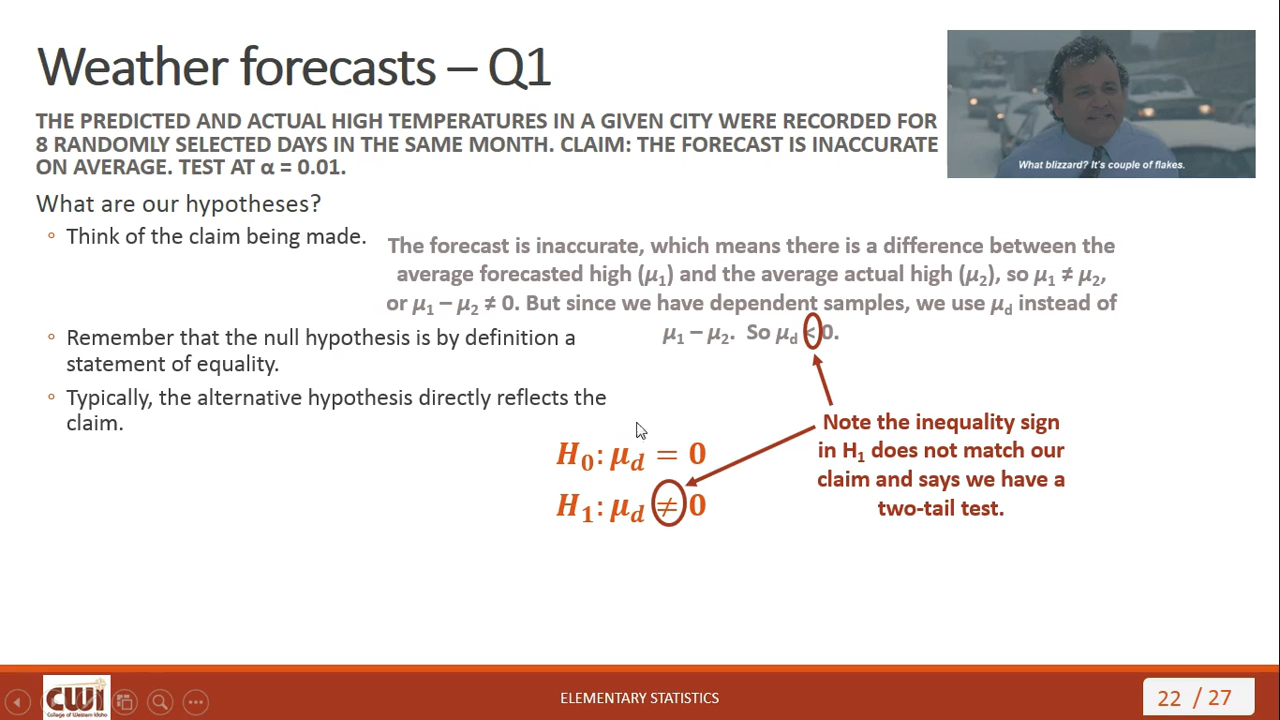 Weather forecasts – Q1
What blizzard? It's couple of flakes.
THE PREDICTED AND ACTUAL HIGH TEMPERATURES IN A GIVEN CITY WERE RECORDED FOR
8 RANDOMLY SELECTED DAYS IN THE SAME MONTH. CLAIM: THE FORECAST IS INACCURATE
ON AVERAGE. TEST AT α = 0.01.
What are our hypotheses?
◦ Think of the claim being made.
The forecast is inaccurate, which means there is a difference between the
average forecasted high (μ₁) and the average actual high (μ₂), so μ₁ ≠ μ₂,
or μ₁ – μ₂ ≠ 0. But since we have dependent samples, we use μd instead of
μ₁ – μ₂. So μd < 0.
◦ Remember that the null hypothesis is by definition a
statement of equality.
◦ Typically, the alternative hypothesis directly reflects the
claim.
H₀: μd = 0
H₁: μd ≠ 0
Note the inequality sign
in H₁ does not match our
claim and says we have a
two-tail test.
CWI
College of Western Idaho
ELEMENTARY STATISTICS
22 / 27